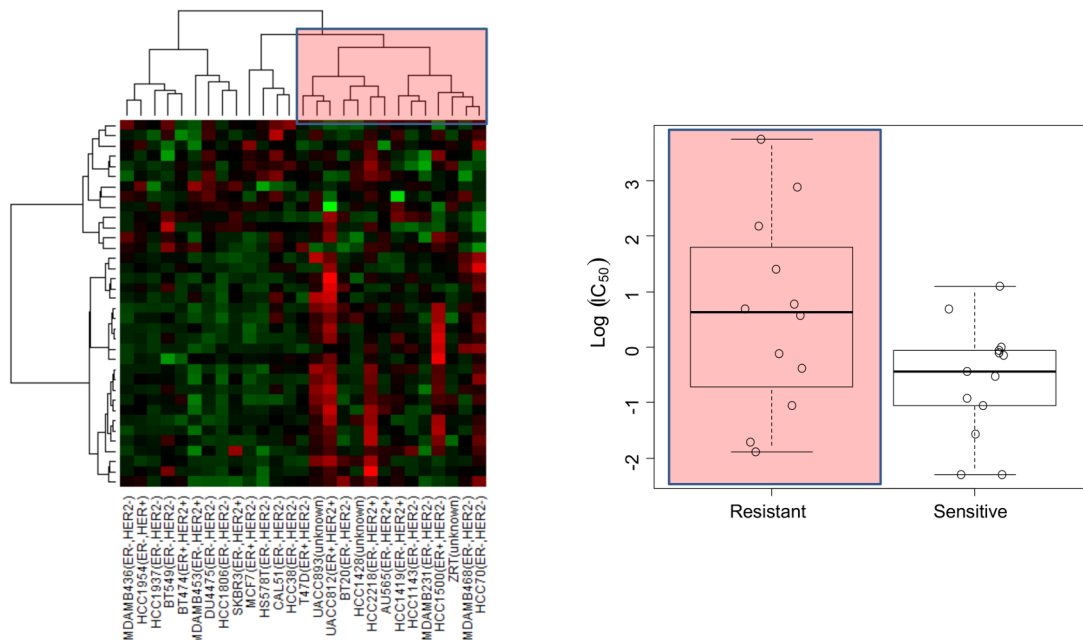 MDAMB436(ER-,HER2-)
HCC1954(ER-,HER+)
HCC1937(ER-,HER2-)
BT549(ER-,HER2-)
BT474(ER+,HER2+)
MDAMB453(ER-,HER2+)
DU4475(ER-,HER2-)
HCC1806(ER-,HER2-)
SKBR3(ER-,HER2+)
MCF7(ER+,HER2-)
HS578T(ER-,HER2-)
CAL51(ER-,HER2-)
HCC38(ER-,HER2-)
T47D(ER+,HER2-)
UACC893(unknown)
UACC812(ER+,HER2+)
BT20(ER-,HER2-)
HCC1428(unknown)
HCC2218(ER-,HER2+)
AU565(ER-,HER2+)
HCC1419(ER+,HER2+)
HCC1143(ER-,HER2-)
MDAMB231(ER-,HER2-)
HCC1500(ER+,HER2-)
ZRT(unknown)
MDAMB468(ER-,HER2-)
HCC70(ER-,HER2-)
Log (IC50)
3
2
1
0
-1
-2
Resistant
Sensitive